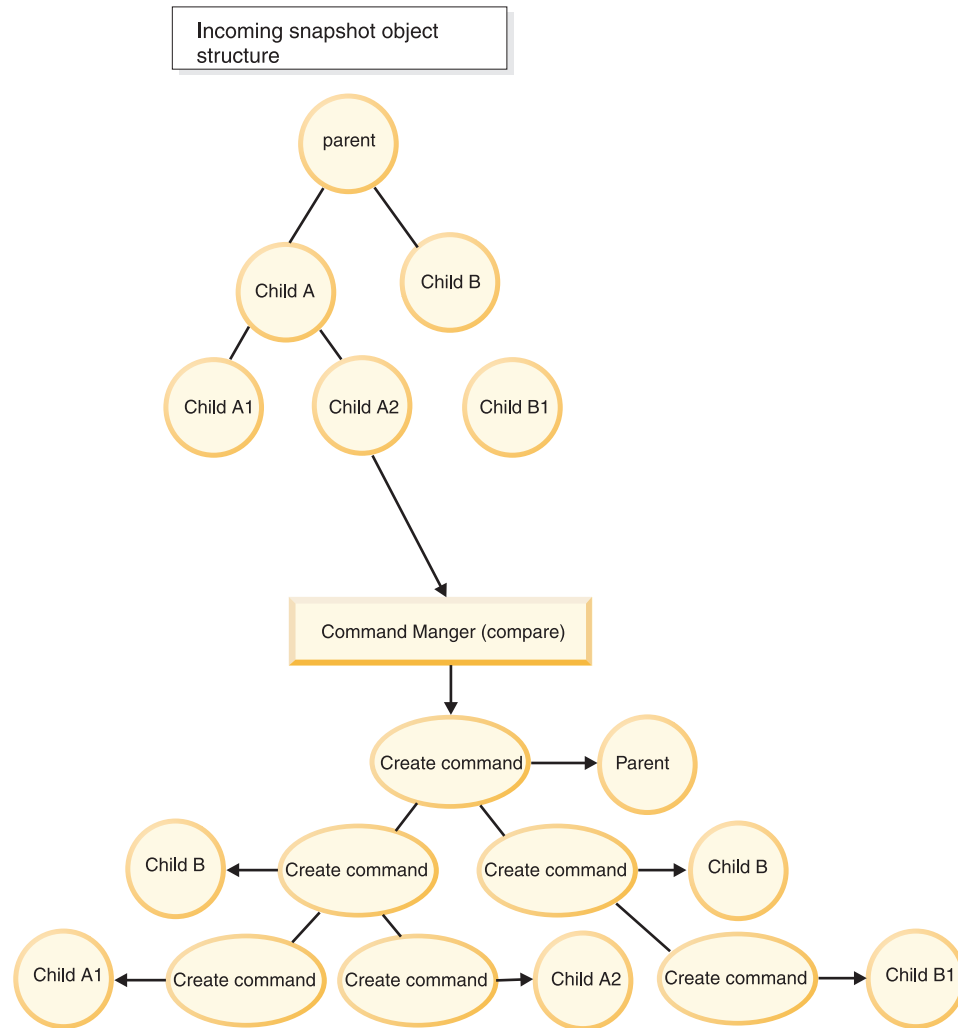 Incoming snapshot object
structure
parent
Child A
Child B
Child A1
Child A2
Child B1
Command Manger (compare)
Create command
Parent
Child B
Create command
Create command
Child B
Child A1
Create command
Create command
Child A2
Create command
Child B1